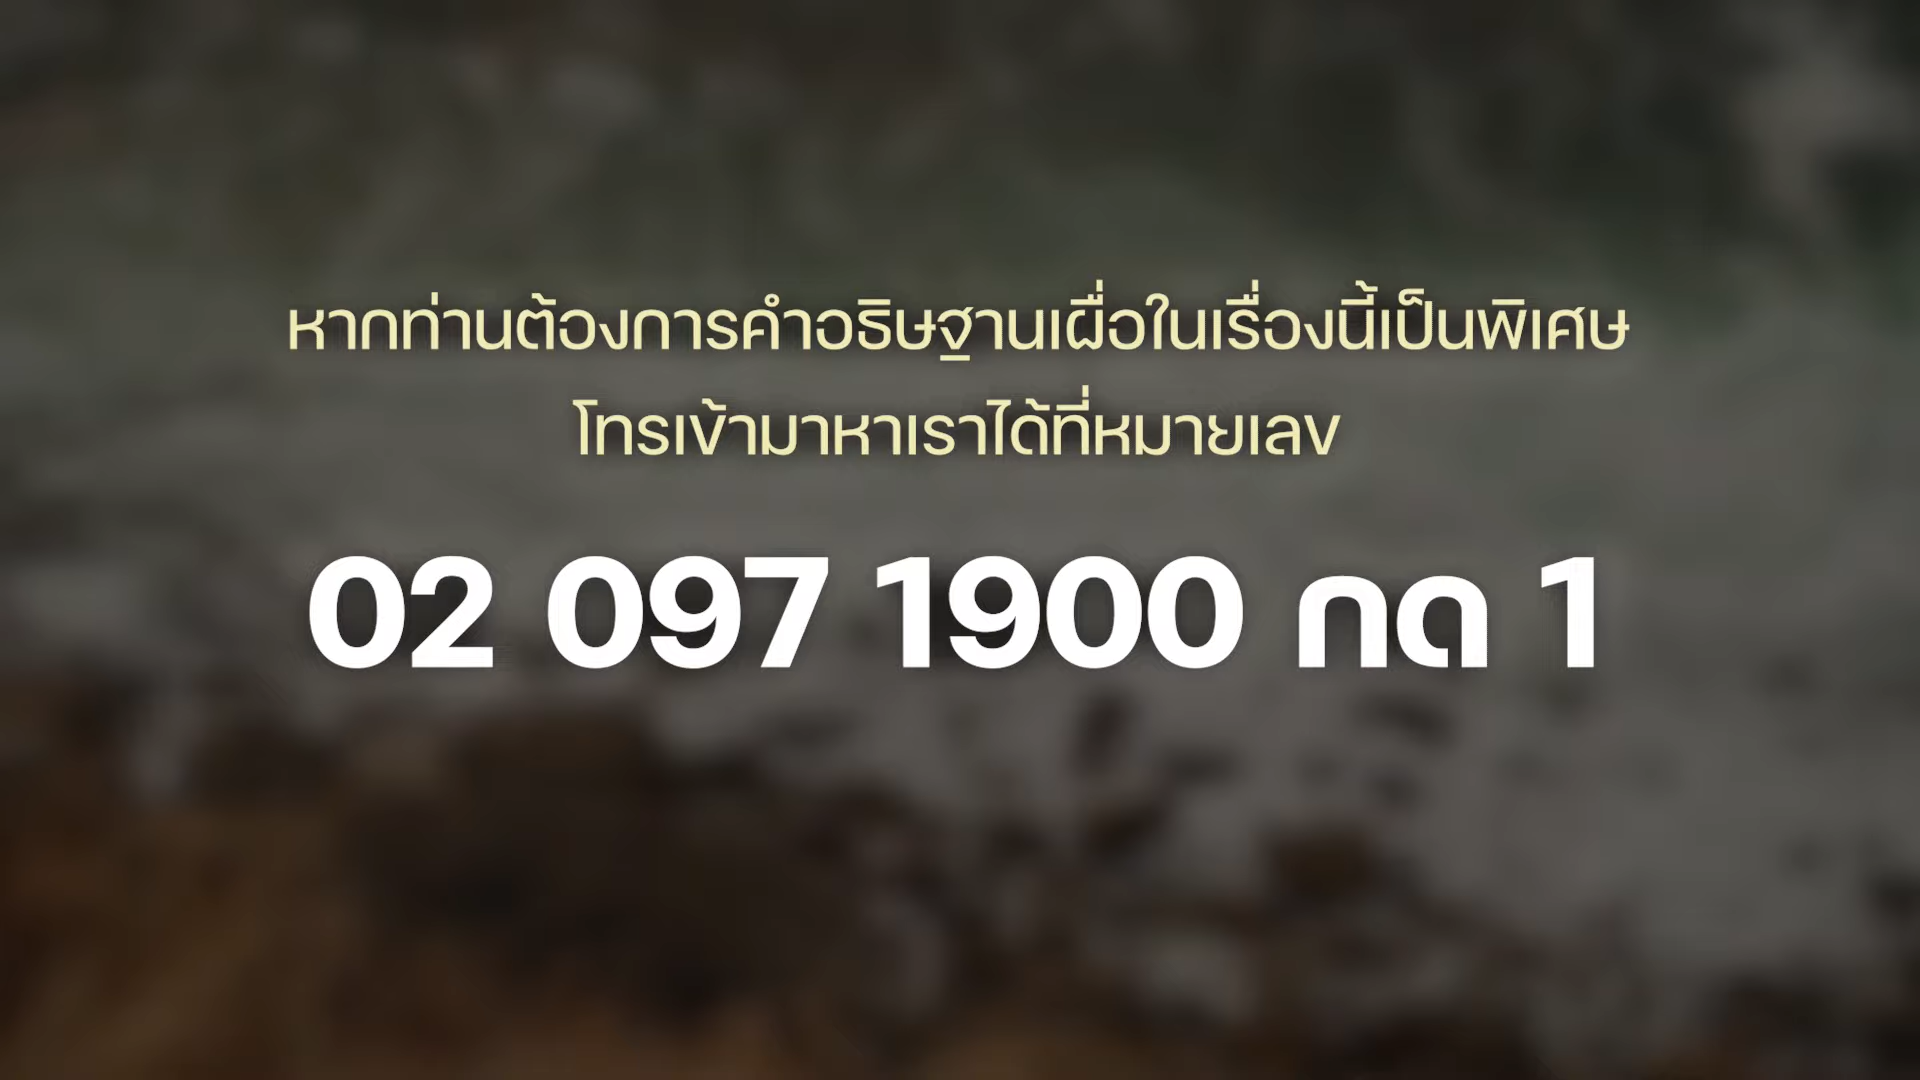 หากท่านต้องการคำอธิษฐานเผื่อในเรื่องนี้เป็นพิเศษ
โทรเข้ามาหาเราได้ที่หมายเลข
02 097 1900 กด 1